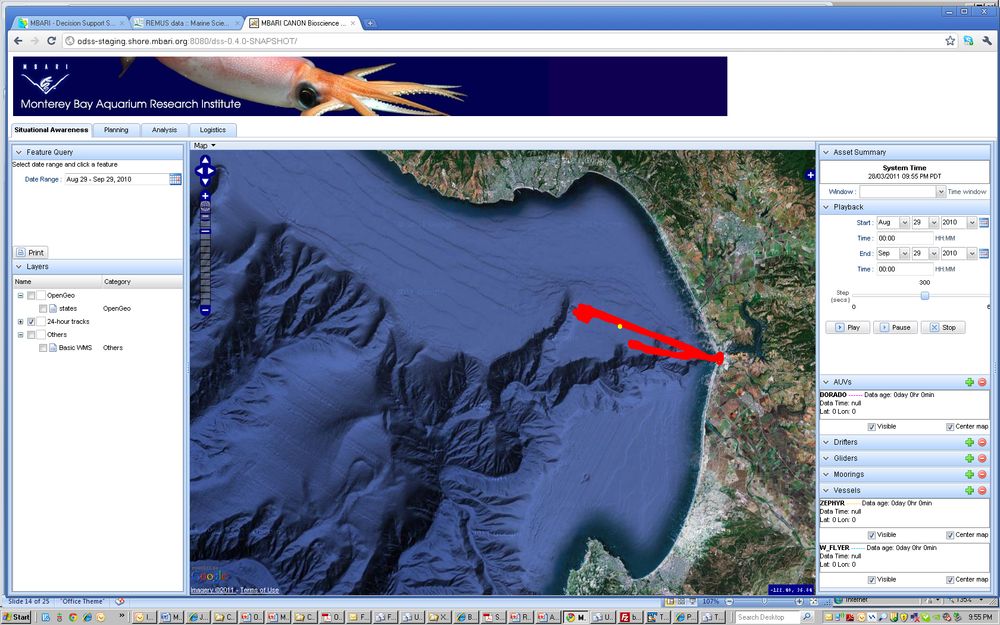 MBARI - Decision Support S...
REMUS data :: Marine Scie...
MBARI CANON Bioscience ...
odss-staging.shore.mbari.org:8080/dss-0.4.0-SNAPSHOT/
M B A R I
Monterey Bay Aquarium Research Institute
Situational Awareness
Planning
Analysis
Logistics
Feature Query
Select date range and click a feature
Date Range : Aug 29 - Sep 29, 2010
Print
Layers
Name Category
OpenGeo
states OpenGeo
24-hour tracks
Others
Basic WMS Others
Map
POWERED BY
Google
Imagery ©2011 - Terms of Use
-122.40, 36.84
Asset Summary
System Time
28/03/2011 09:55 PM PDT
Window : Time window
Playback
Start : Aug 29 2010
Time : 00:00 HH:MM
End : Sep 29 2010
Time : 00:00 HH:MM
300
Step
(secs)
0 6
Play Pause Stop
AUVs
DORADO ------ Data age: 0day 0hr 0min
Data Time: null
Lat: 0 Lon: 0
Visible Center map
Drifters
Gliders
Moorings
Vessels
ZEPHYR ------ Data age: 0day 0hr 0min
Data Time: null
Lat: 0 Lon: 0
Visible Center map
W_FLYER ------ Data age: 0day 0hr 0min
Data Time: null
Lat: 0 Lon: 0
Visible Center map
Slide 14 of 25 "Office Theme" 107% Internet 135%
Start » I... M... J... C... O... M... C... O... F... F... U... X... B... S... R... A... M... U... b... T... P... T... Search Desktop 9:55 PM